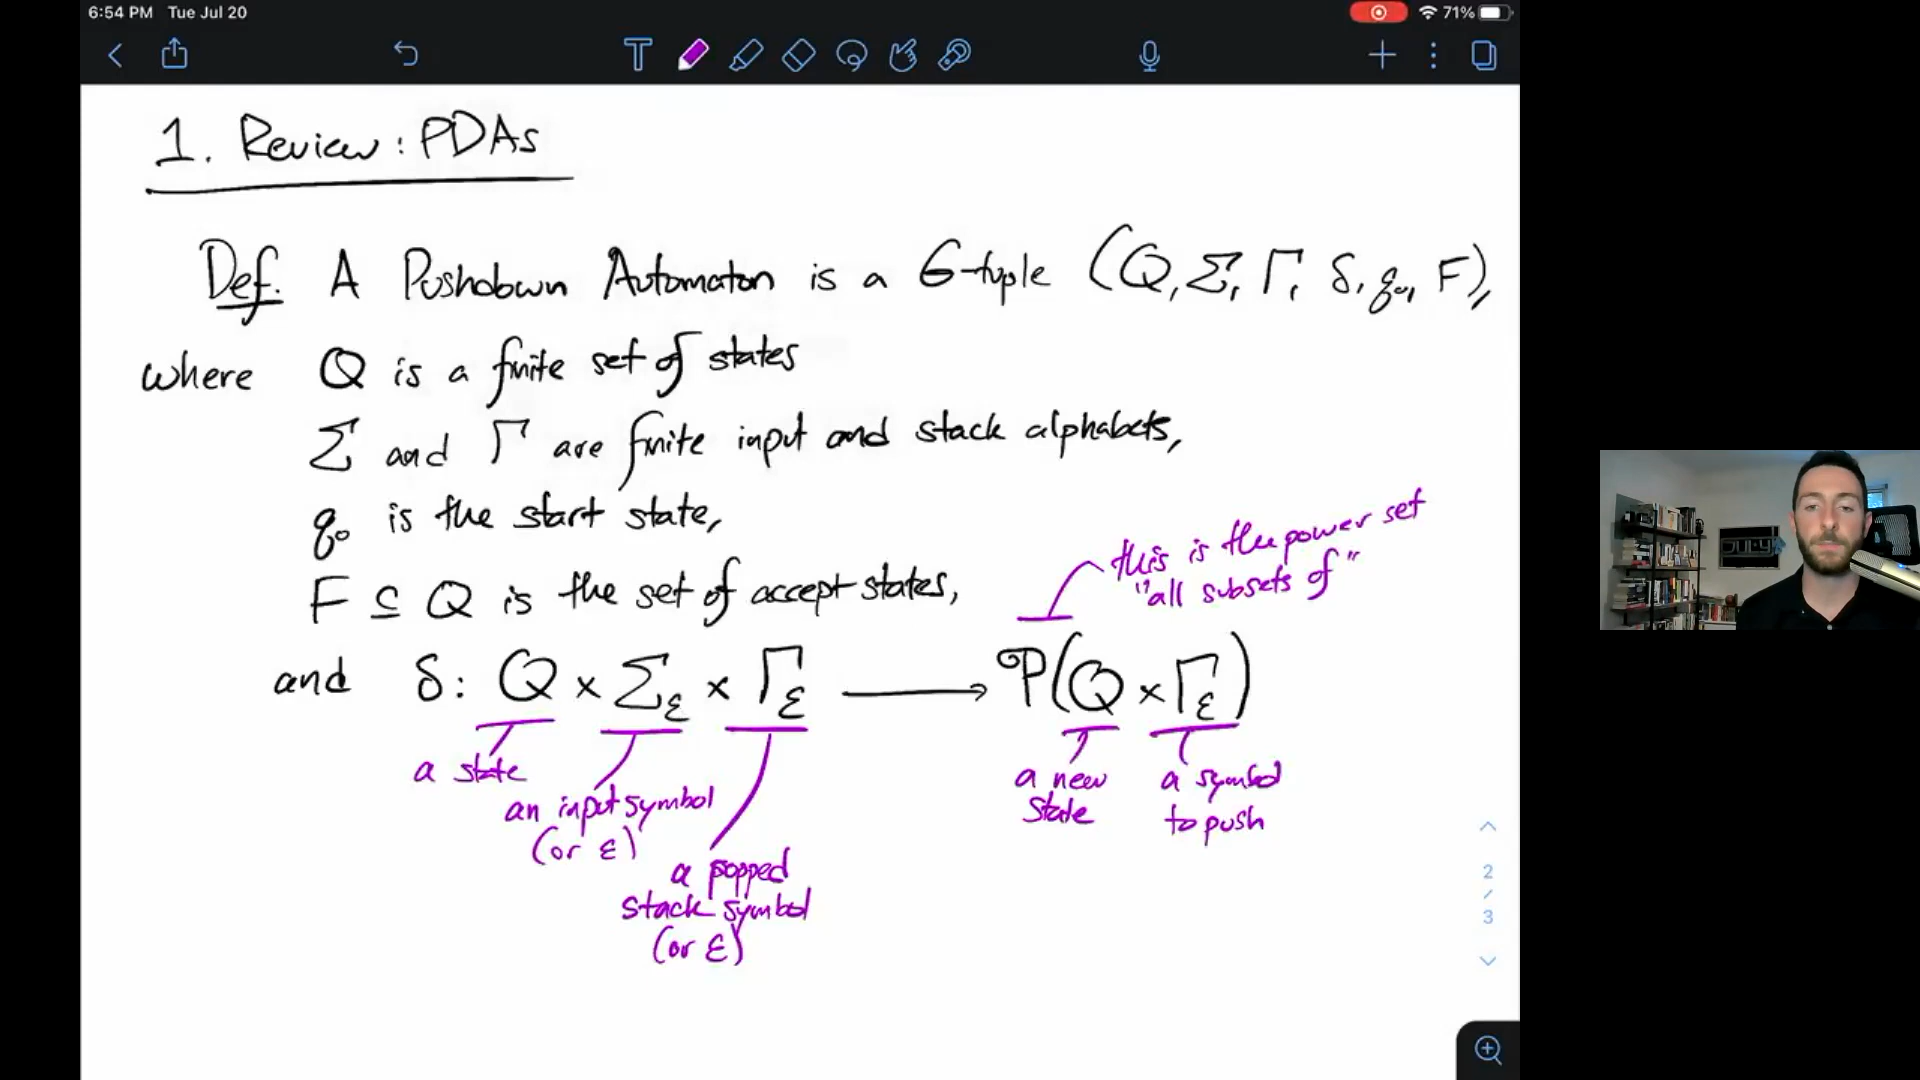 6:54 PM Tue Jul 20
71%
1. Review: PDAs
Def. A Pushdown Automaton is a 6-tuple (Q, Σ, Γ, δ, q₀, F),
where Q is a finite set of states
Σ and Γ are finite input and stack alphabets,
q₀ is the start state,
this is the power set
"all subsets of"
F ⊆ Q is the set of accept states,
and δ: Q × Σ_ε × Γ_ε → P(Q × Γ_ε)
a state
an input symbol
(or ε)
a popped
stack symbol
(or ε)
a new
state
a symbol
to push
2
/
3